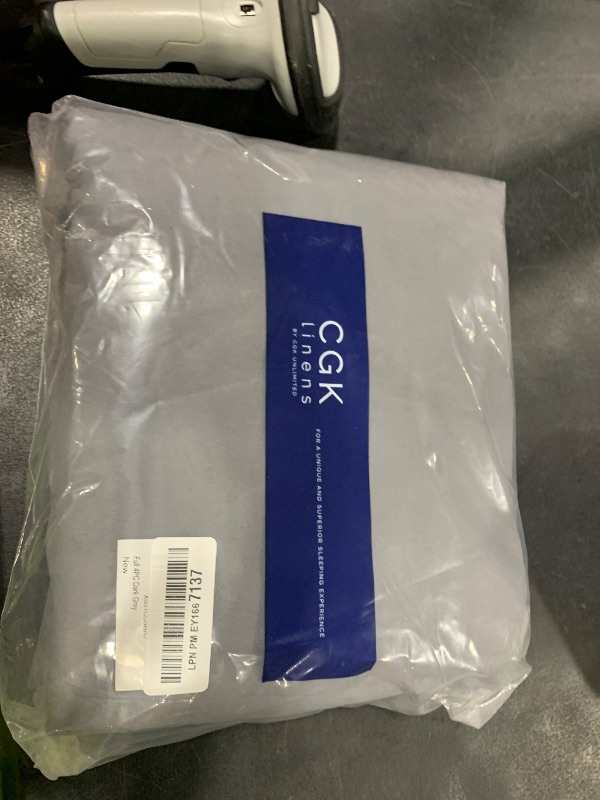 CGK
linens
BY CGK UNLIMITED
FOR A UNIQUE AND SUPERIOR SLEEPING EXPERIENCE
LPN PM EY1667137
Full 4PC Dark Grey
New